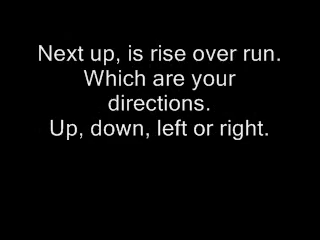 Next up, is rise over run.
Which are your
directions.
Up, down, left or right.